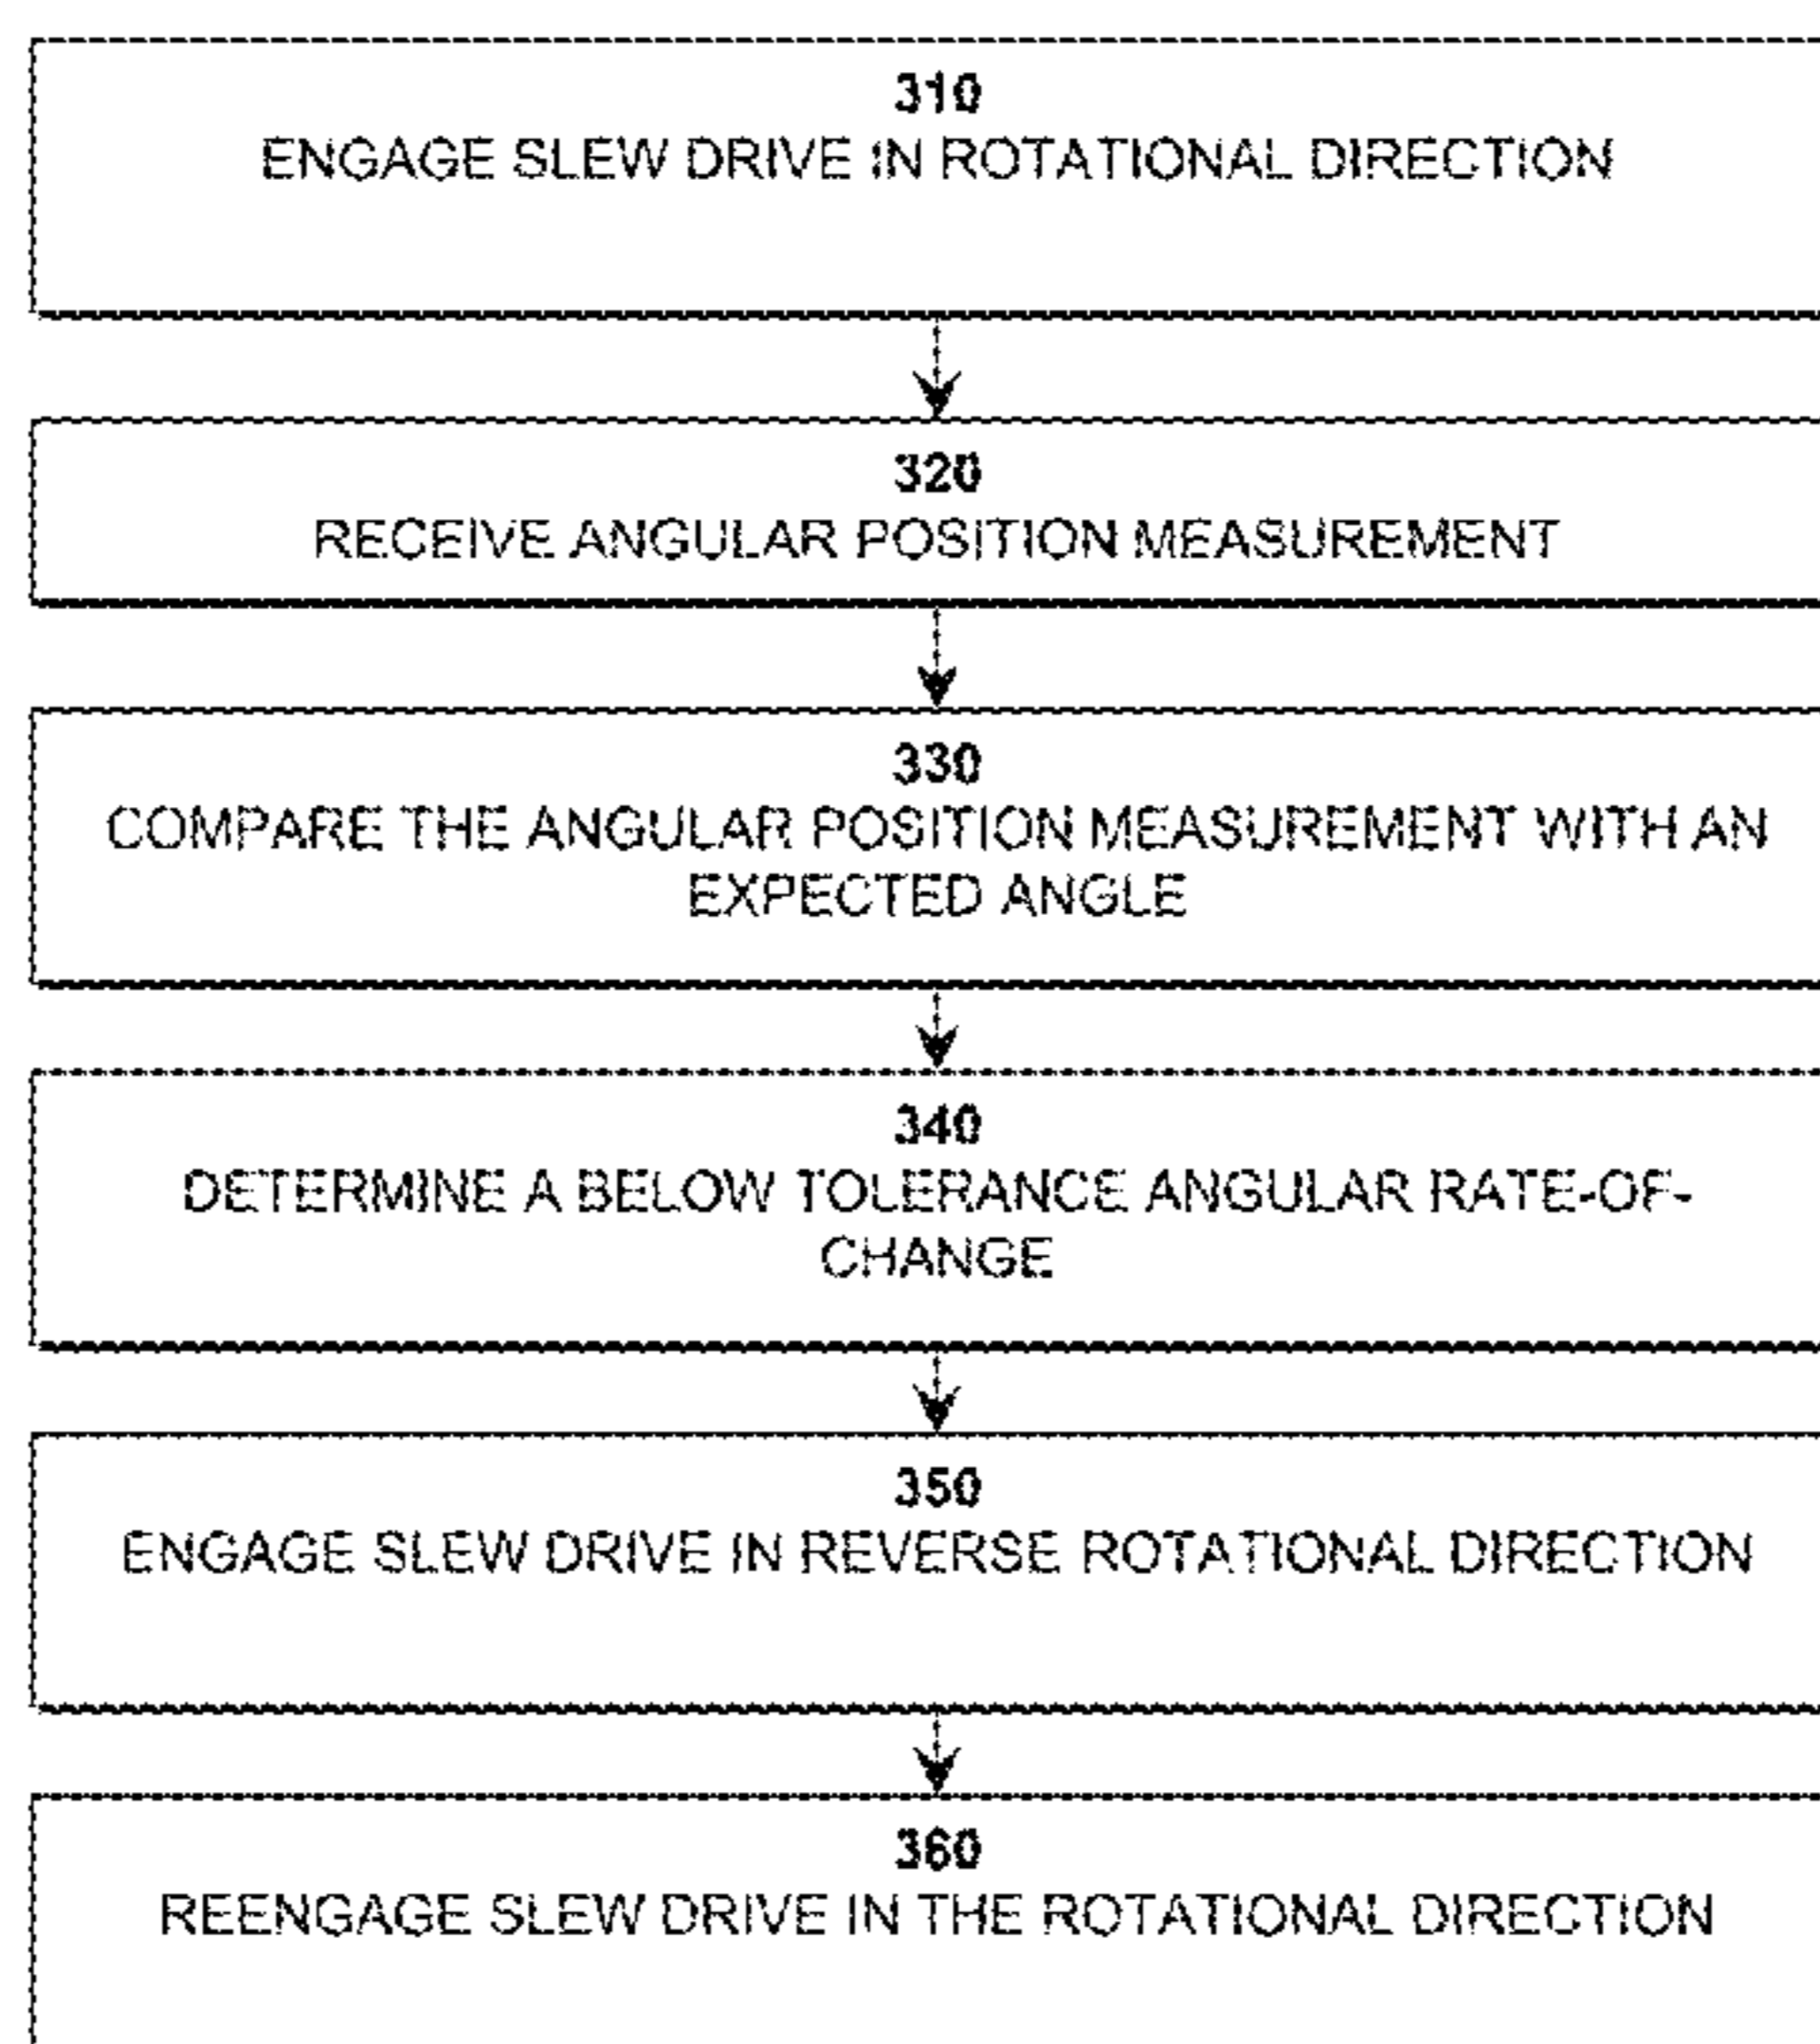 310
ENGAGE SLEW DRIVE IN ROTATIONAL DIRECTION
320
RECEIVE ANGULAR POSITION MEASUREMENT
330
COMPARE THE ANGULAR POSITION MEASUREMENT WITH AN
EXPECTED ANGLE
340
DETERMINE A BELOW TOLERANCE ANGULAR RATE-OF-
CHANGE
350
ENGAGE SLEW DRIVE IN REVERSE ROTATIONAL DIRECTION
360
REENGAGE SLEW DRIVE IN THE ROTATIONAL DIRECTION